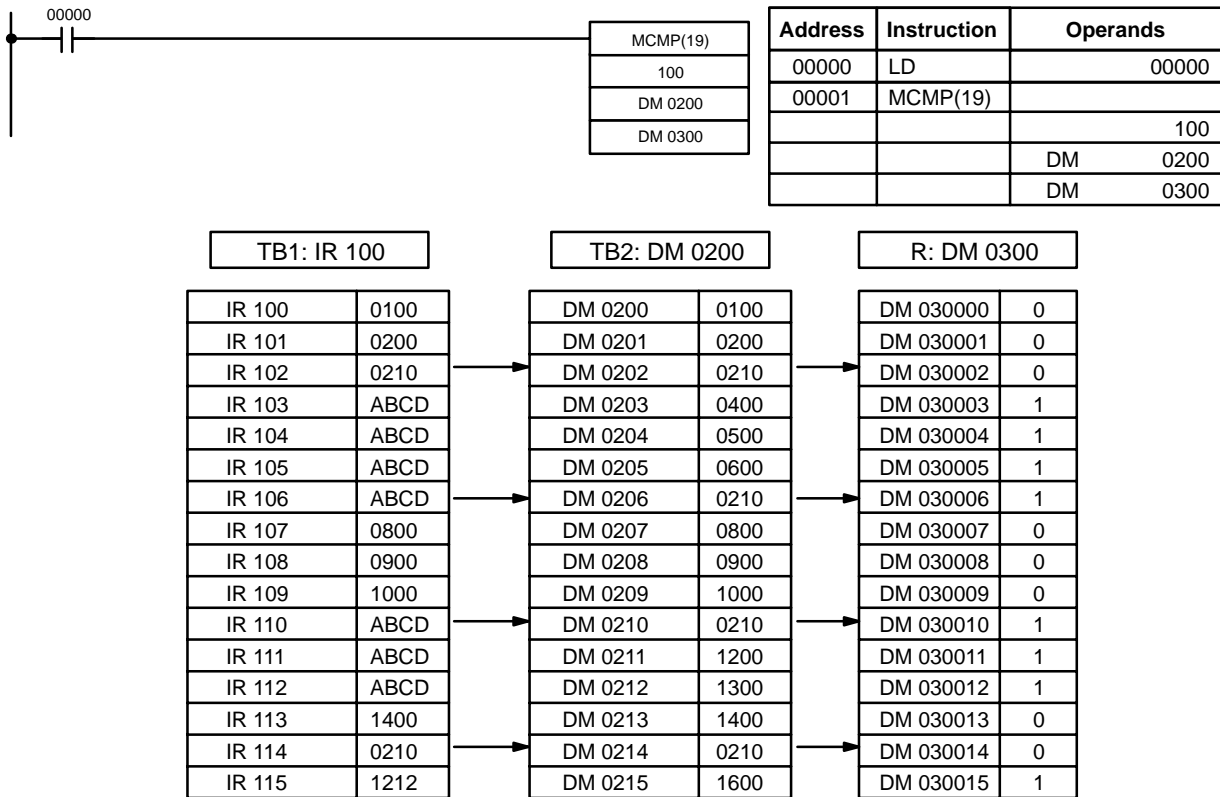 00000
MCMP(19)
100
DM 0200
DM 0300
Address Instruction Operands
00000 LD 00000
00001 MCMP(19)
100
DM 0200
DM 0300
TB1: IR 100 TB2: DM 0200 R: DM 0300
IR 100 0100 DM 0200 0100 DM 030000 0
IR 101 0200 DM 0201 0200 DM 030001 0
IR 102 0210 DM 0202 0210 DM 030002 0
IR 103 ABCD DM 0203 0400 DM 030003 1
IR 104 ABCD DM 0204 0500 DM 030004 1
IR 105 ABCD DM 0205 0600 DM 030005 1
IR 106 ABCD DM 0206 0210 DM 030006 1
IR 107 0800 DM 0207 0800 DM 030007 0
IR 108 0900 DM 0208 0900 DM 030008 0
IR 109 1000 DM 0209 1000 DM 030009 0
IR 110 ABCD DM 0210 0210 DM 030010 1
IR 111 ABCD DM 0211 1200 DM 030011 1
IR 112 ABCD DM 0212 1300 DM 030012 1
IR 113 1400 DM 0213 1400 DM 030013 0
IR 114 0210 DM 0214 0210 DM 030014 0
IR 115 1212 DM 0215 1600 DM 030015 1